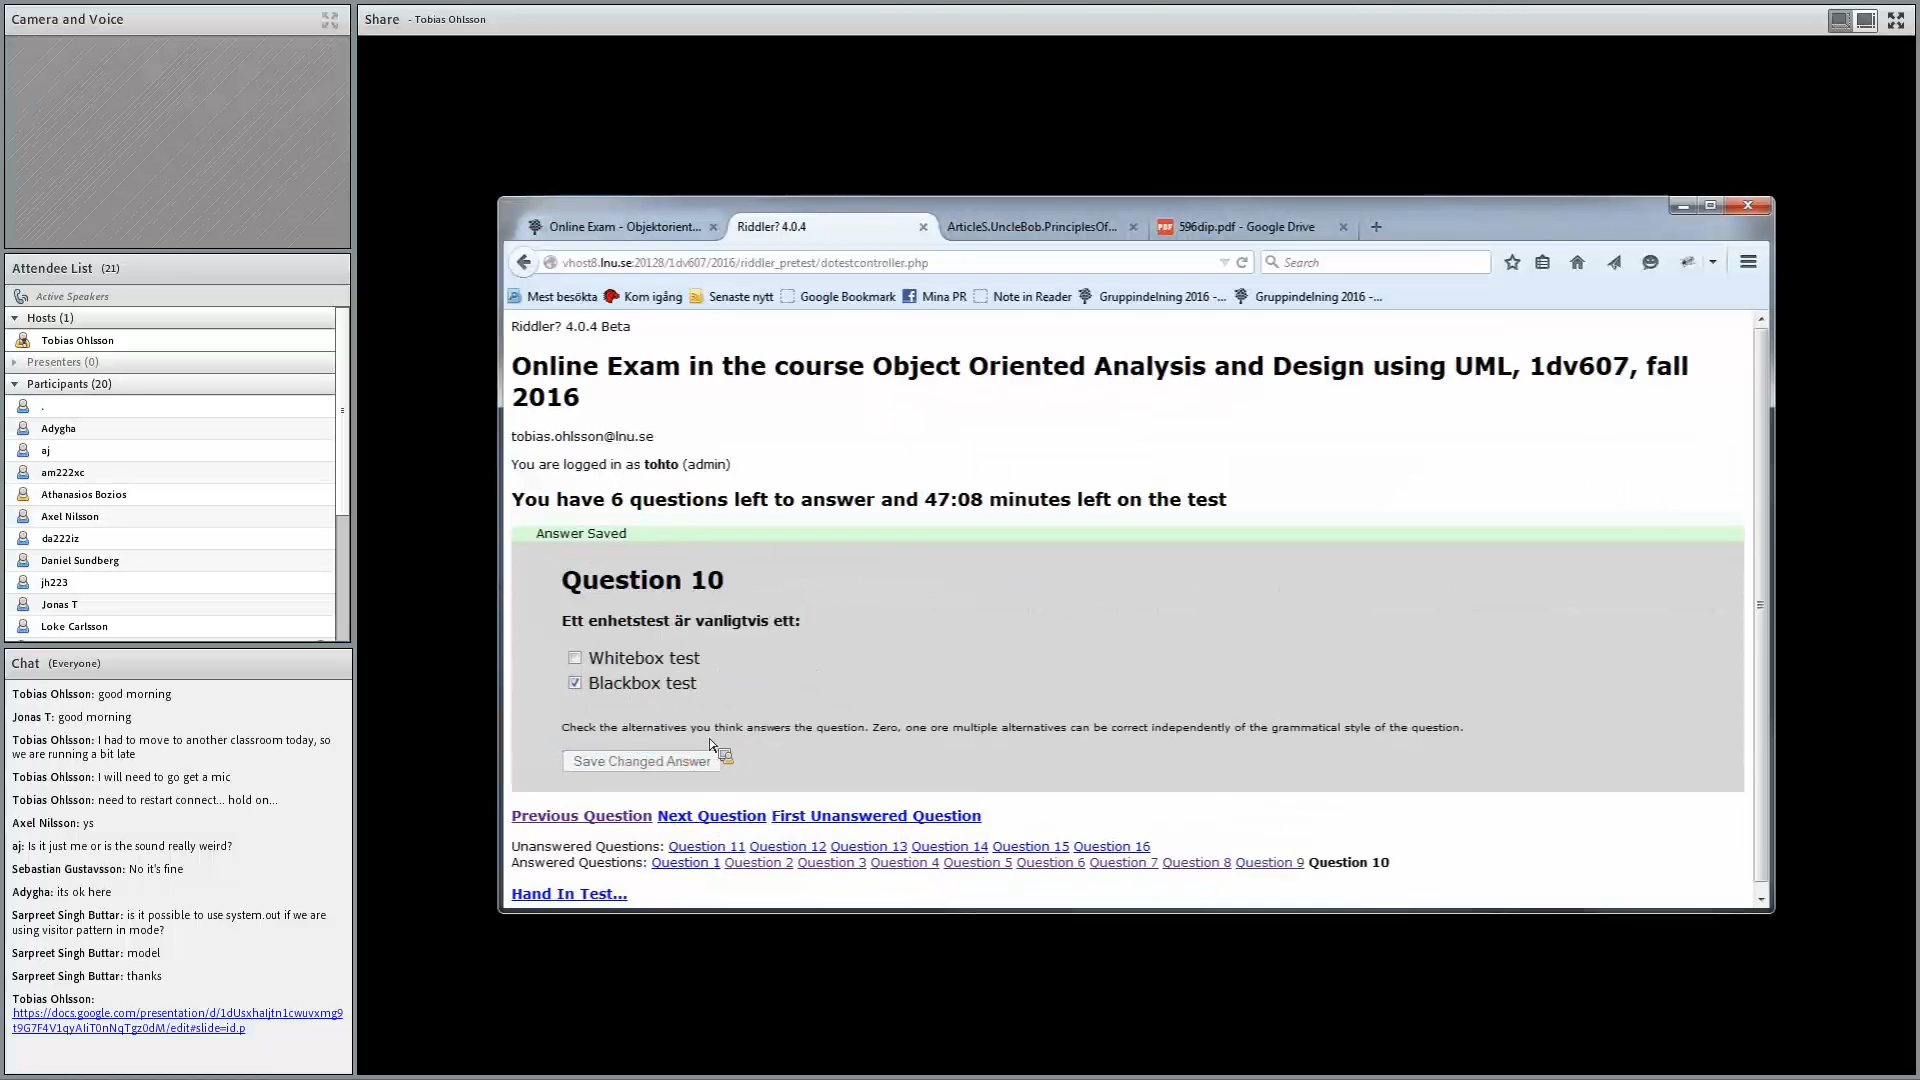 Camera and Voice
Share - Tobias Ohlsson
Attendee List (21)
Active Speakers
Hosts (1)
Tobias Ohlsson
Presenters (0)
Participants (20)
.
Adygha
aj
am222xc
Athanasios Bozios
Axel Nilsson
da222iz
Daniel Sundberg
jh223
Jonas T
Loke Carlsson
Chat (Everyone)
Tobias Ohlsson: good morning
Jonas T: good morning
Tobias Ohlsson: I had to move to another classroom today, so
we are running a bit late
Tobias Ohlsson: I will need to go get a mic
Tobias Ohlsson: need to restart connect... hold on...
Axel Nilsson: ys
aj: Is it just me or is the sound really weird?
Sebastian Gustavsson: No it's fine
Adygha: its ok here
Sarpreet Singh Buttar: is it possible to use system.out if we are
using visitor pattern in mode?
Sarpreet Singh Buttar: model
Sarpreet Singh Buttar: thanks
Tobias Ohlsson:
Online Exam - Objektorient...
Riddler? 4.0.4
ArticleS.UncleBob.PrinciplesOf...
596dip.pdf - Google Drive
vhost8.lnu.se:20128/1dv607/2016/riddler_pretest/dotestcontroller.php
Search
Mest besökta Kom igång Senaste nytt Google Bookmark Mina PR Note in Reader Gruppindelning 2016 -... Gruppindelning 2016 -...
Riddler? 4.0.4 Beta
Online Exam in the course Object Oriented Analysis and Design using UML, 1dv607, fall
2016
tobias.ohlsson@lnu.se
You are logged in as tohto (admin)
You have 6 questions left to answer and 47:08 minutes left on the test
Answer Saved
Question 10
Ett enhetstest är vanligtvis ett:
Whitebox test
Blackbox test
Check the alternatives you think answers the question. Zero, one ore multiple alternatives can be correct independently of the grammatical style of the question.
Save Changed Answer
Previous Question Next Question First Unanswered Question
Unanswered Questions: Question 11 Question 12 Question 13 Question 14 Question 15 Question 16
Answered Questions: Question 1 Question 2 Question 3 Question 4 Question 5 Question 6 Question 7 Question 8 Question 9 Question 10
Hand In Test...